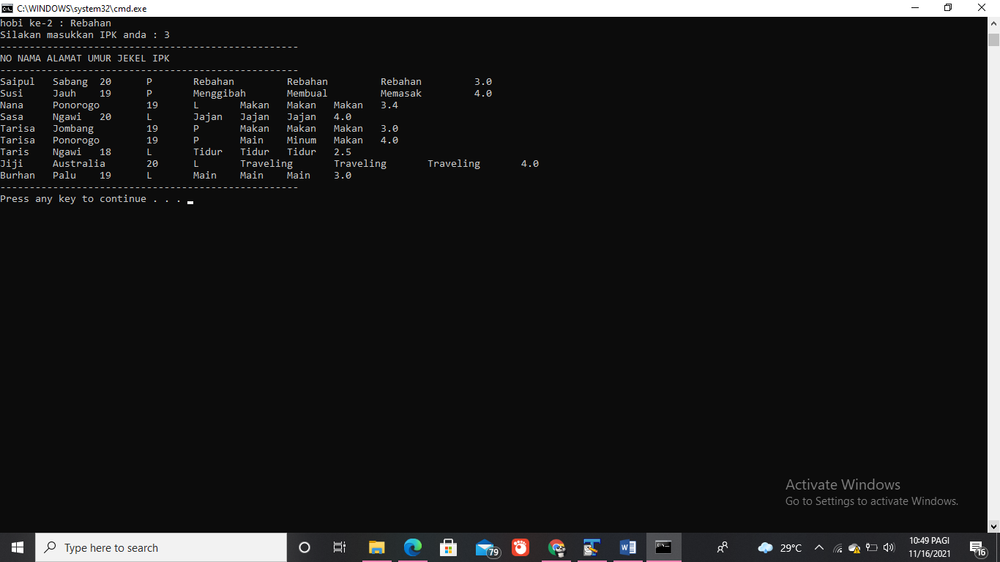 C:\WINDOWS\system32\cmd.exe
hobi ke-2 : Rebahan
Silakan masukkan IPK anda : 3
---------------------------------------------------
NO NAMA ALAMAT UMUR JEKEL IPK
---------------------------------------------------
Saipul Sabang 20 P Rebahan Rebahan Rebahan 3.0
Susi Jauh 19 P Menggibah Membual Memasak 4.0
Nana Ponorogo 19 L Makan Makan Makan 3.4
Sasa Ngawi 20 L Jajan Jajan Jajan 4.0
Tarisa Jombang 19 P Makan Makan Makan 3.0
Tarisa Ponorogo 19 P Main Minum Makan 4.0
Taris Ngawi 18 L Tidur Tidur Tidur 2.5
Jiji Australia 20 L Traveling Traveling Traveling 4.0
Burhan Palu 19 L Main Main Main 3.0
---------------------------------------------------
Press any key to continue . . .
Activate Windows
Go to Settings to activate Windows.
Type here to search
79
29°C
10:49 PAGI
11/16/2021
16